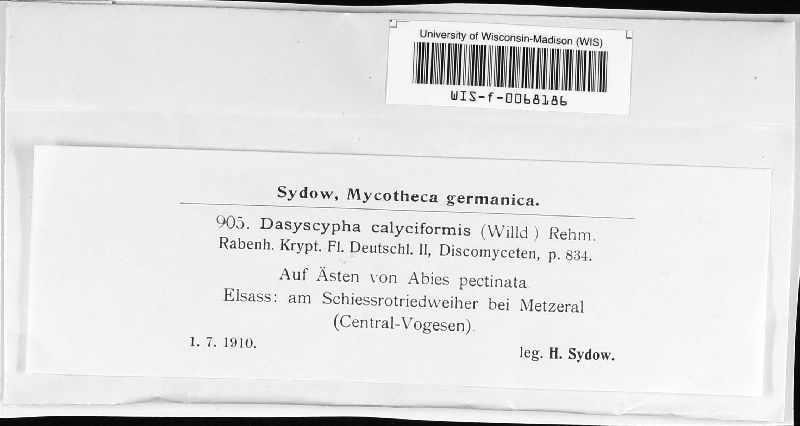 University of Wisconsin-Madison (WIS)
WIS-f-0068186
Sydow, Mycotheca germanica.
905. Dasyscypha calyciformis (Willd ) Rehm.
Rabenh. Krypt. Fl. Deutschl. II, Discomyceten, p. 834.
Auf Ästen von Abies pectinata.
Elsass: am Schiessrotriedweiher bei Metzeral
(Central-Vogesen).
1. 7. 1910.
leg. H. Sydow.